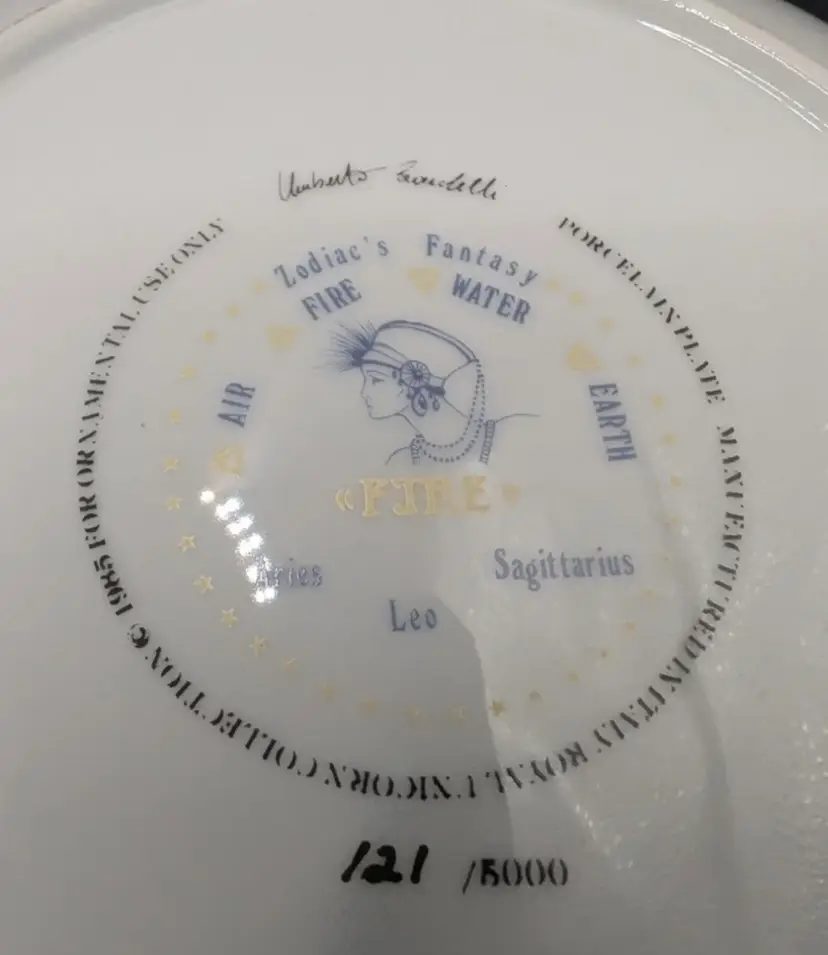 Umberto Brandelli
Zodiac's Fantasy
FIRE WATER
AIR EARTH
«FIRE»
Aries Sagittarius
Leo
PORCELAIN PLATE MANUFACTURED IN ITALY ROYAL UNICORN COLLECTION © 1985 FOR ORNAMENTAL USE ONLY
121 /5000